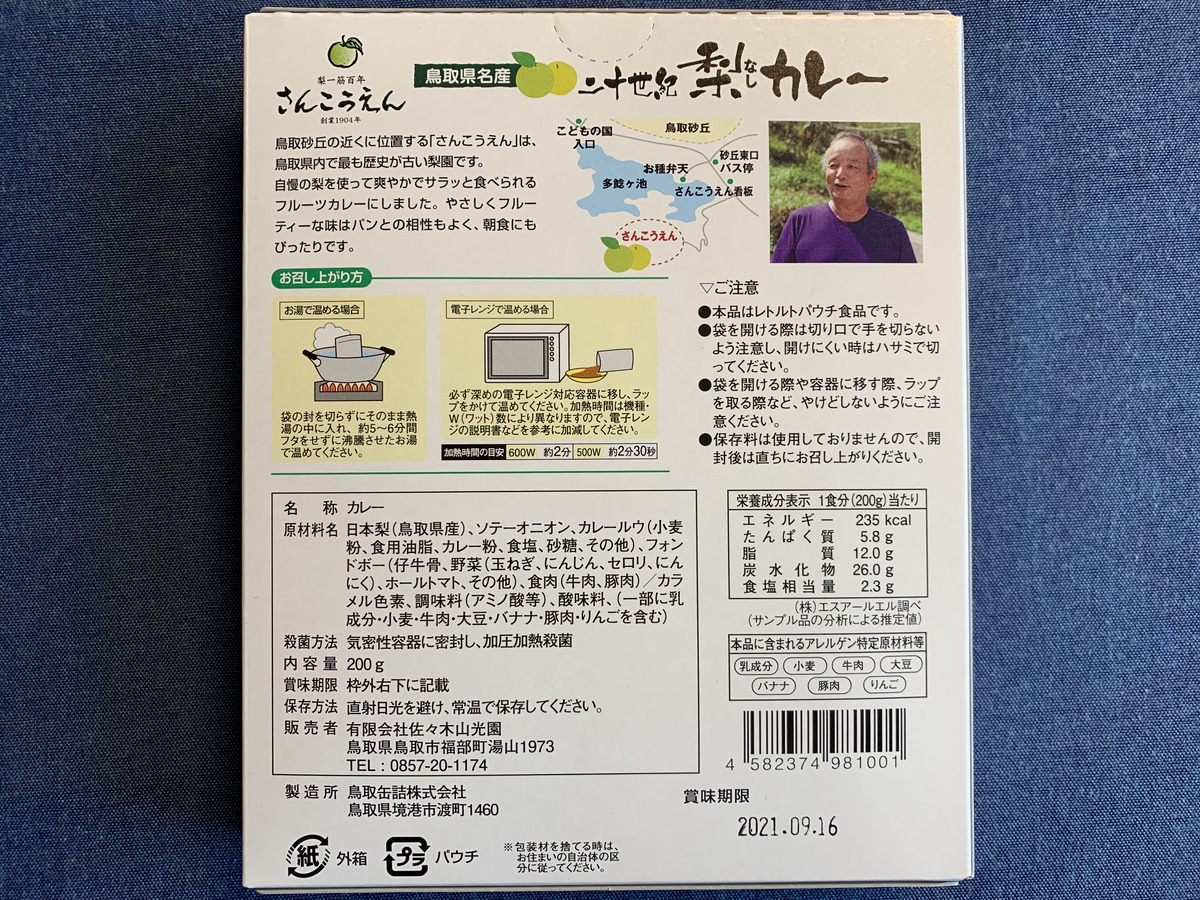 梨一筋百年
さんこうえん
創業1904年
鳥取県名産
二十世紀 梨カレー
なし
鳥取砂丘の近くに位置する「さんこうえん」は、
鳥取県内で最も歴史が古い梨園です。
自慢の梨を使って爽やかでサラッと食べられる
フルーツカレーにしました。やさしくフルー
ティーな味はパンとの相性もよく、朝食にも
ぴったりです。
こどもの国
入口
鳥取砂丘
お種弁天
砂丘東口
バス停
多鯰ヶ池
さんこうえん看板
さんこうえん
お召し上がり方
お湯で温める場合
袋の封を切らずにそのまま熱
湯の中に入れ、約5〜6分間
フタをせずに沸騰させたお湯
で温めてください。
電子レンジで温める場合
必ず深めの電子レンジ対応容器に移し、ラッ
プをかけて温めてください。加熱時間は機種・
W(ワット)数により異なりますので、電子レン
ジの説明書などを参考に加減してください。
加熱時間の目安 600W 約2分 500W 約2分30秒
▽ご注意
●本品はレトルトパウチ食品です。
●袋を開ける際は切り口で手を切らない
よう注意し、開けにくい時はハサミで切
ってください。
●袋を開ける際や容器に移す際、ラップ
を取る際など、やけどしないようにご注
意ください。
●保存料は使用しておりませんので、開
封後は直ちにお召し上がりください。
名称 カレー
原材料名 日本梨(鳥取県産)、ソテーオニオン、カレールウ(小麦
粉、食用油脂、カレー粉、食塩、砂糖、その他)、フォン
ドボー(仔牛骨、野菜(玉ねぎ、にんじん、セロリ、にん
にく)、ホールトマト、その他)、食肉(牛肉、豚肉)／カラ
メル色素、調味料(アミノ酸等)、酸味料、(一部に乳
成分・小麦・牛肉・大豆・バナナ・豚肉・りんごを含む)
殺菌方法 気密性容器に密封し、加圧加熱殺菌
内容量 200g
賞味期限 枠外右下に記載
保存方法 直射日光を避け、常温で保存してください。
販売者 有限会社佐々木山光園
鳥取県鳥取市福部町湯山1973
TEL：0857-20-1174
製造所 鳥取缶詰株式会社
鳥取県境港市渡町1460
紙 外箱
プラ パウチ
※包装材を捨てる時は、
お住まいの自治体の区
分に従ってください。
栄養成分表示 1食分(200g)当たり
エネルギー 235 kcal
たんぱく質 5.8 g
脂質 12.0 g
炭水化物 26.0 g
食塩相当量 2.3 g
(株)エスアールエル調べ
(サンプル品の分析による推定値)
本品に含まれるアレルゲン特定原材料等
乳成分 小麦 牛肉 大豆
バナナ 豚肉 りんご
4 582374 981001
賞味期限
2021.09.16